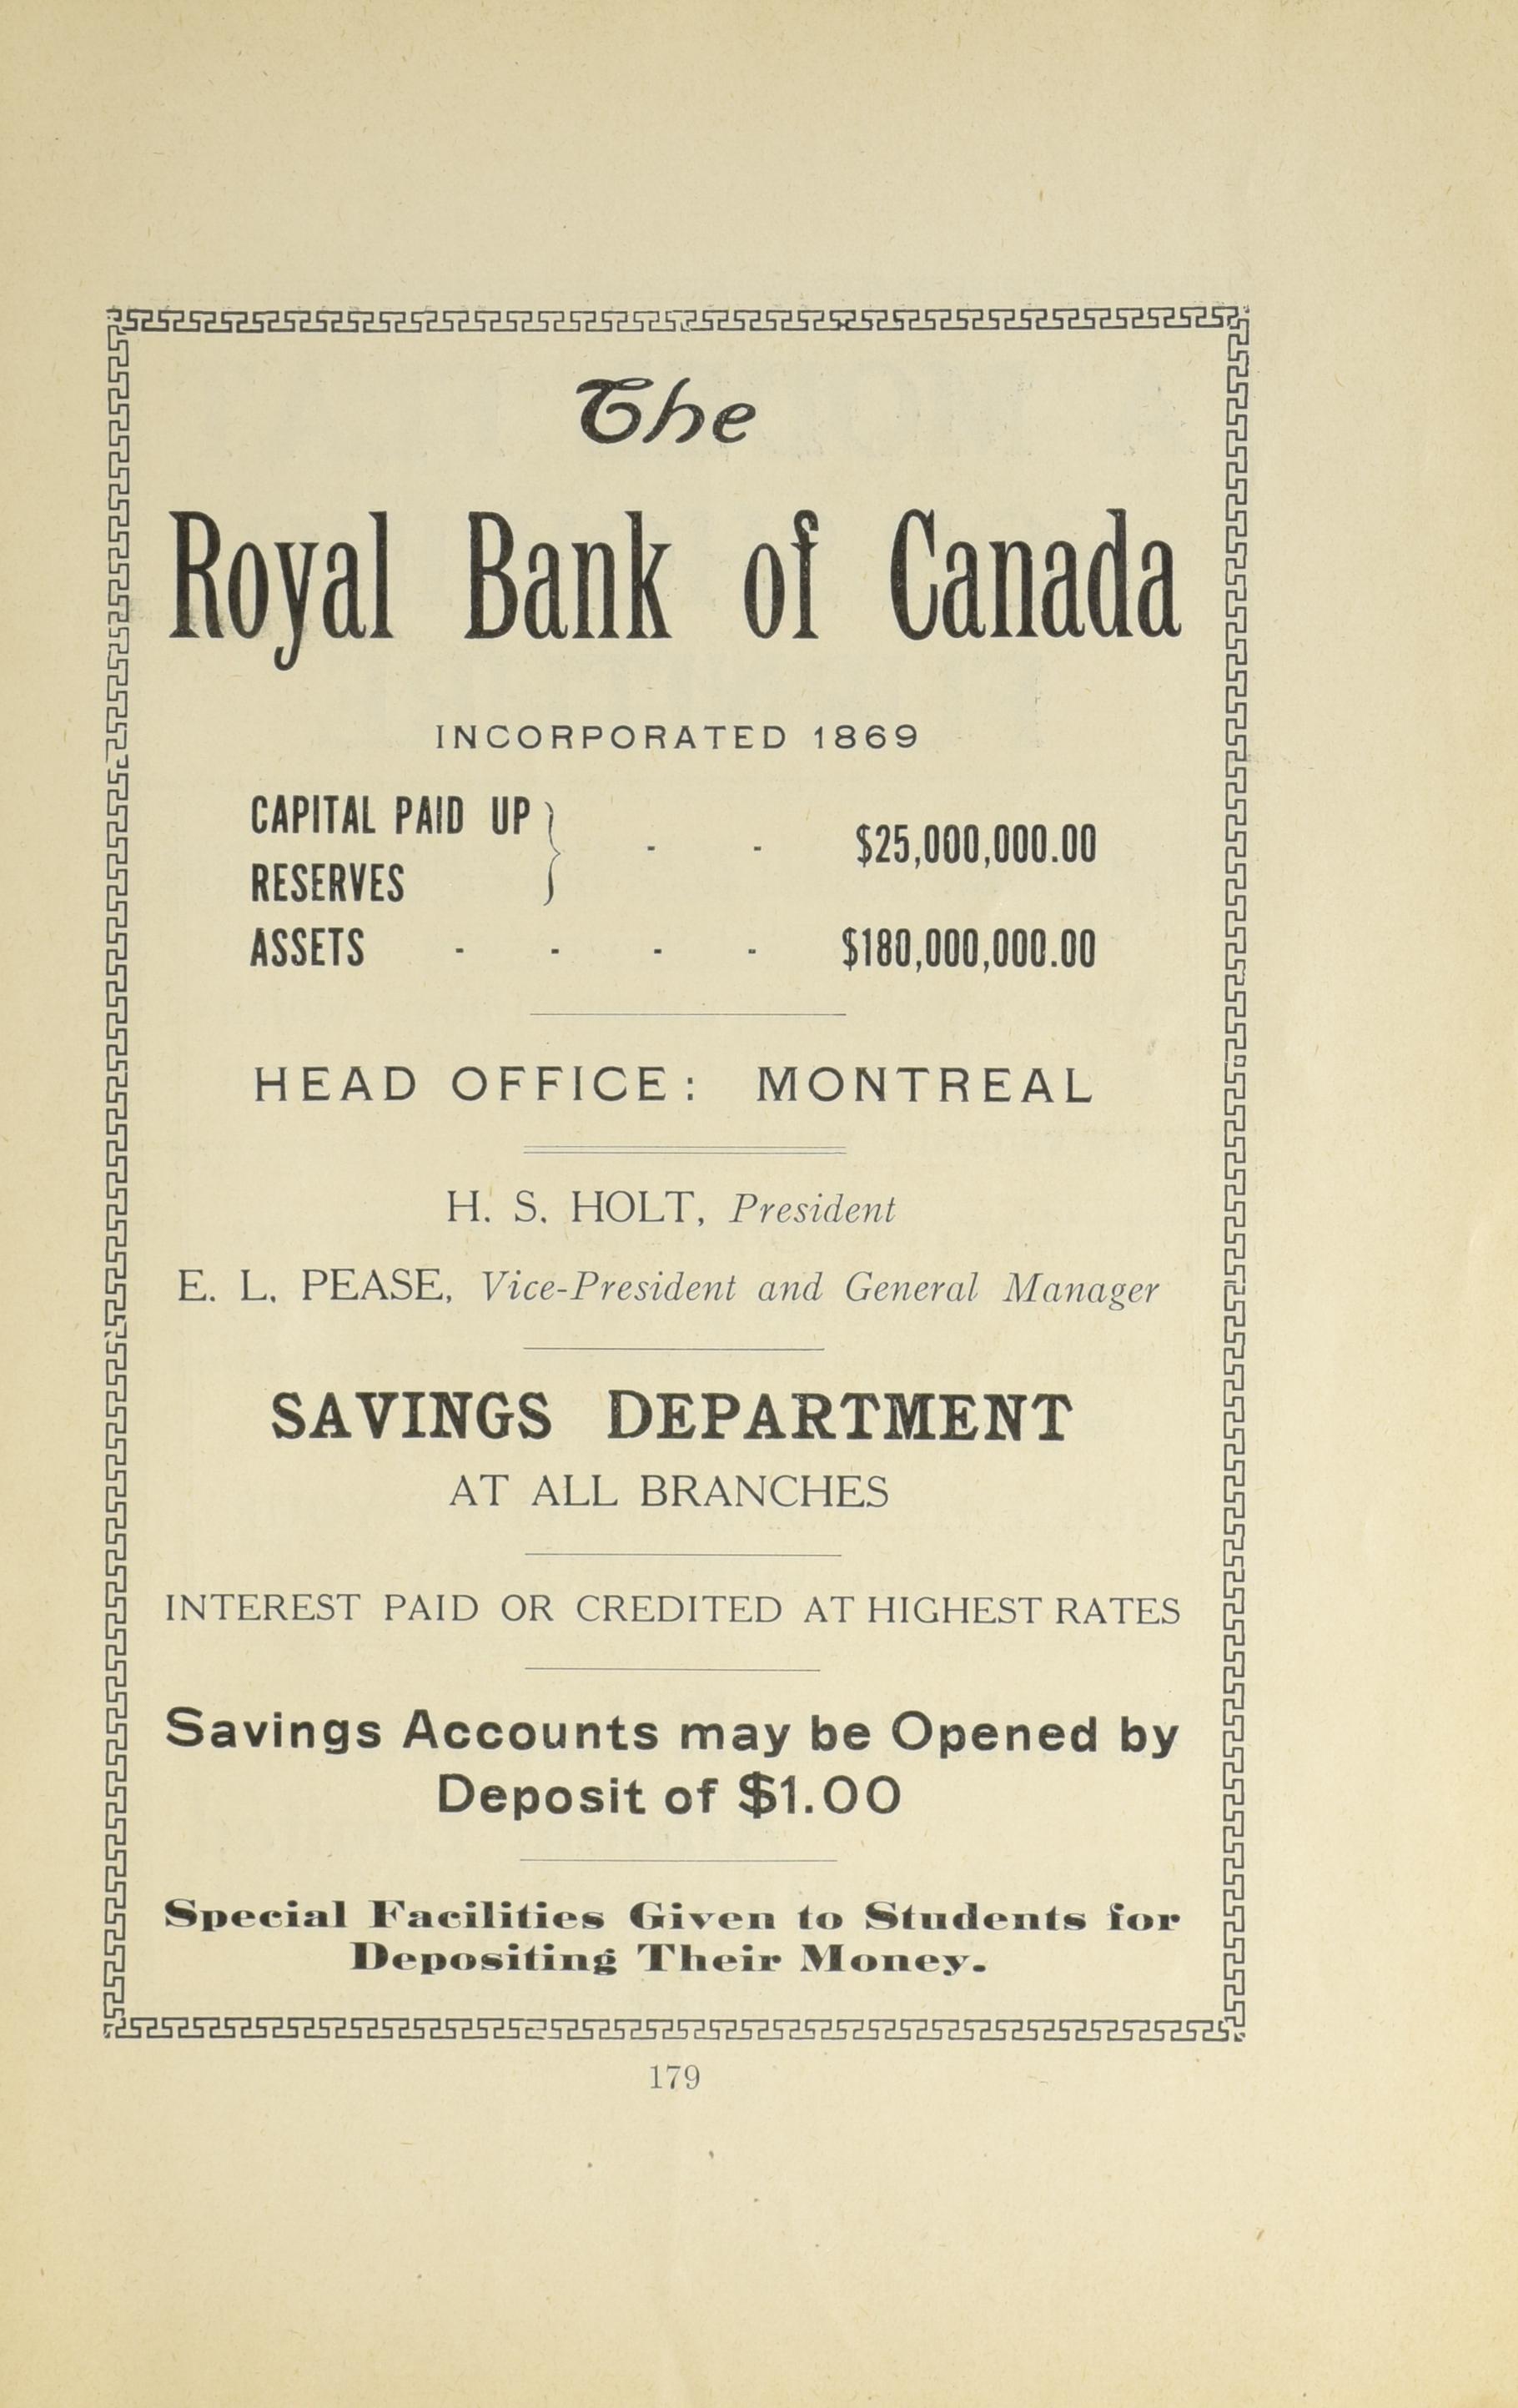 The
Royal Bank of Canada
INCORPORATED 1869
CAPITAL PAID UP
RESERVES } - - $25,000,000.00
ASSETS - - - - $180,000,000.00
HEAD OFFICE: MONTREAL
H. S. HOLT, President
E. L. PEASE, Vice-President and General Manager
SAVINGS DEPARTMENT
AT ALL BRANCHES
INTEREST PAID OR CREDITED AT HIGHEST RATES
Savings Accounts may be Opened by
Deposit of $1.00
Special Facilities Given to Students for
Depositing Their Money.
179